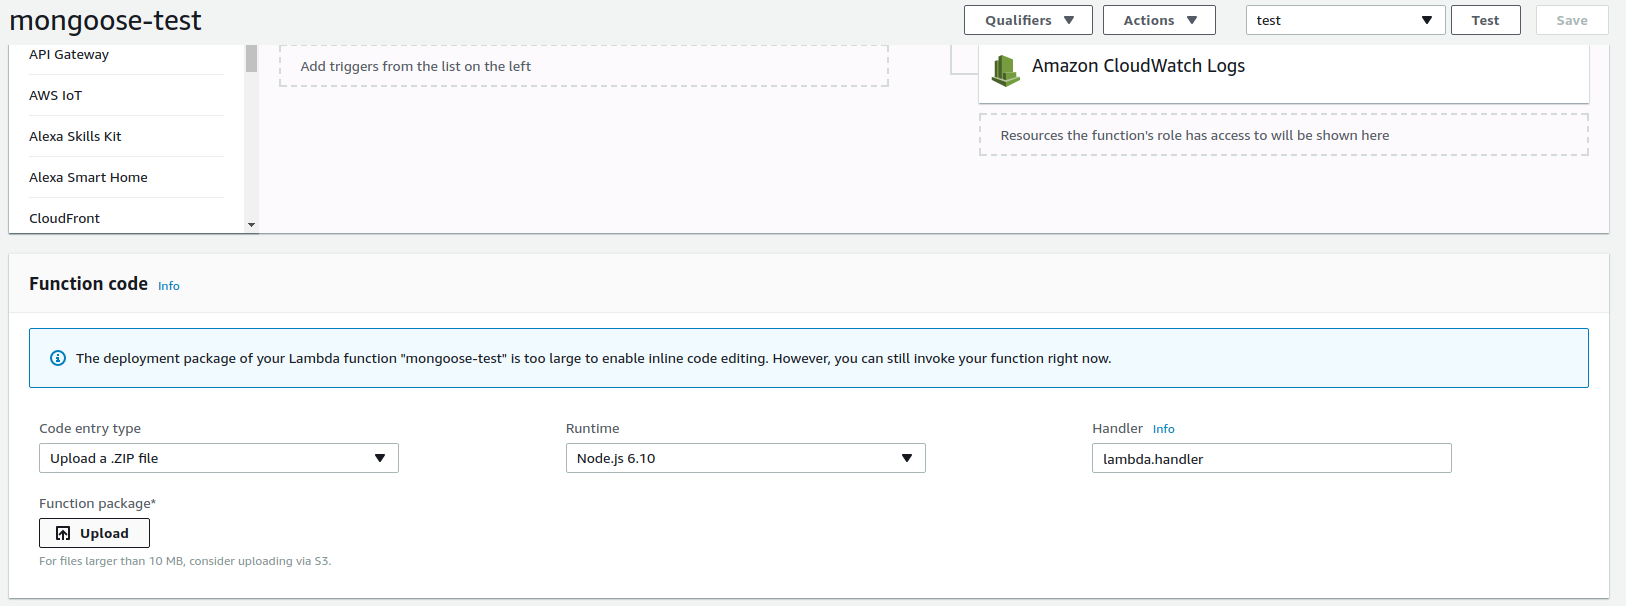 mongoose-test
Qualifiers
Actions
test
Test
Save
API Gateway
AWS IoT
Alexa Skills Kit
Alexa Smart Home
CloudFront
Add triggers from the list on the left
Amazon CloudWatch Logs
Resources the function's role has access to will be shown here
Function code Info
The deployment package of your Lambda function "mongoose-test" is too large to enable inline code editing. However, you can still invoke your function right now.
Code entry type
Upload a .ZIP file
Runtime
Node.js 6.10
Handler Info
lambda.handler
Function package*
Upload
For files larger than 10 MB, consider uploading via S3.